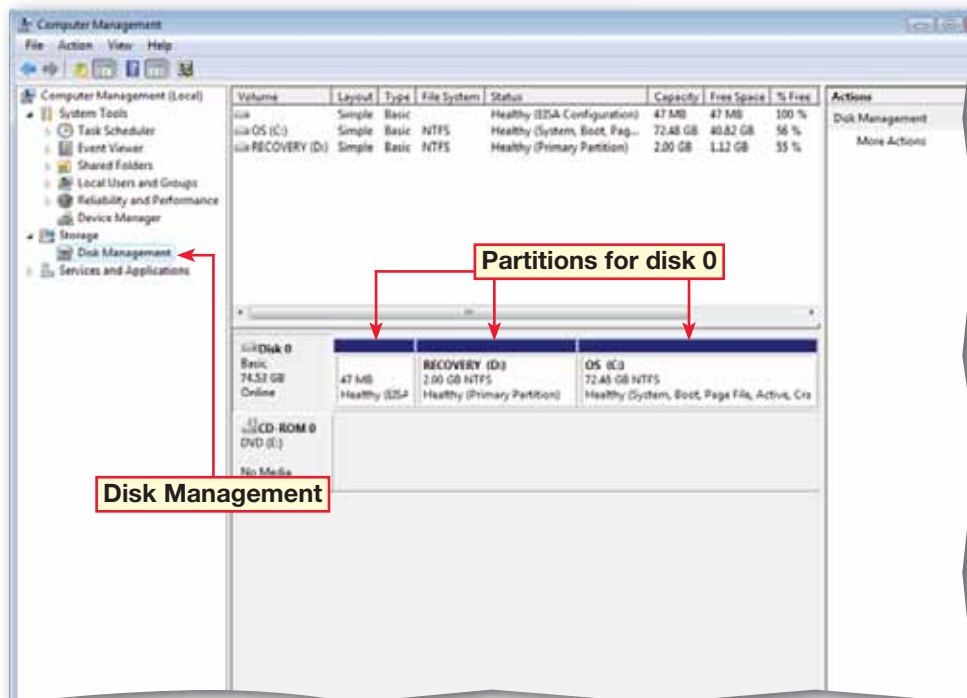 Computer Management
File Action View Help
Computer Management (Local)
System Tools
Task Scheduler
Event Viewer
Shared Folders
Local Users and Groups
Reliability and Performance
Device Manager
Storage
Disk Management
Services and Applications
Volume Layout Type File System Status Capacity Free Space % Free
Simple Basic Healthy (EISA Configuration) 47 MB 47 MB 100 %
OS (C:) Simple Basic NTFS Healthy (System, Boot, Pag... 72.48 GB 40.82 GB 56 %
RECOVERY (D:) Simple Basic NTFS Healthy (Primary Partition) 2.00 GB 1.12 GB 55 %
Actions
Disk Management
More Actions
Partitions for disk 0
Disk 0
Basic
74.53 GB
Online
47 MB
Healthy (EISA
RECOVERY (D:)
2.00 GB NTFS
Healthy (Primary Partition)
OS (C:)
72.48 GB NTFS
Healthy (System, Boot, Page File, Active, Cra
CD-ROM 0
DVD (E:)
No Media
Disk Management